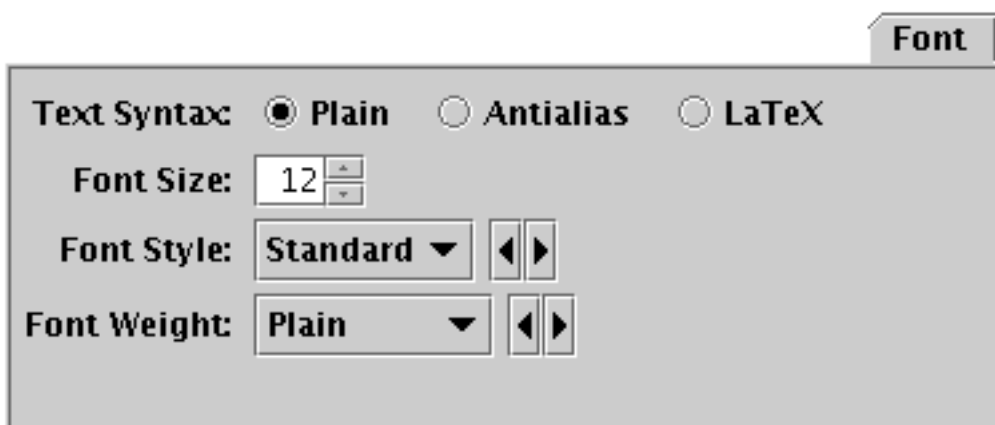 Font
Text Syntax: Plain Antialias LaTeX
Font Size: 12
Font Style: Standard
Font Weight: Plain